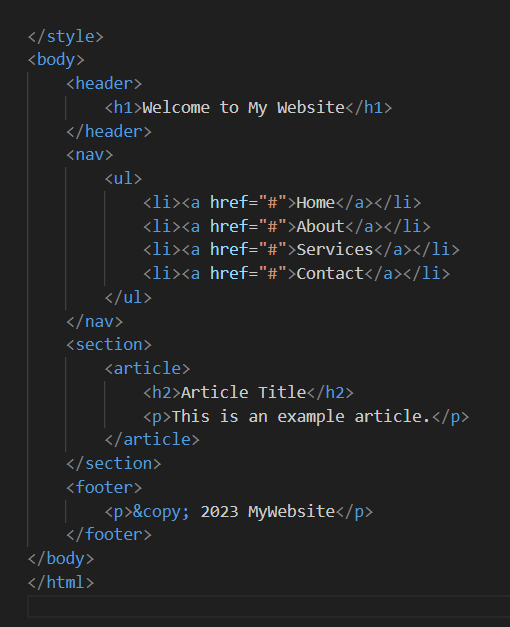 </style>
<body>
    <header>
        <h1>Welcome to My Website</h1>
    </header>
    <nav>
        <ul>
            <li><a href="#">Home</a></li>
            <li><a href="#">About</a></li>
            <li><a href="#">Services</a></li>
            <li><a href="#">Contact</a></li>
        </ul>
    </nav>
    <section>
        <article>
            <h2>Article Title</h2>
            <p>This is an example article.</p>
        </article>
    </section>
    <footer>
        <p>&copy; 2023 MyWebsite</p>
    </footer>
</body>
</html>